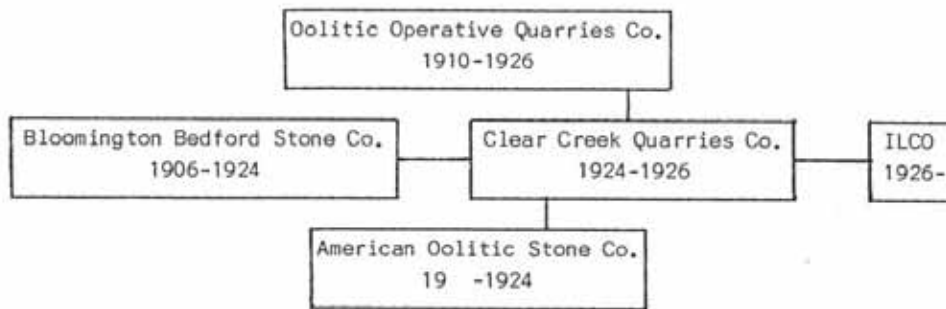 Oolitic Operative Quarries Co.
1910-1926
Bloomington Bedford Stone Co.
1906-1924
Clear Creek Quarries Co.
1924-1926
ILCO
1926-
American Oolitic Stone Co.
19 -1924